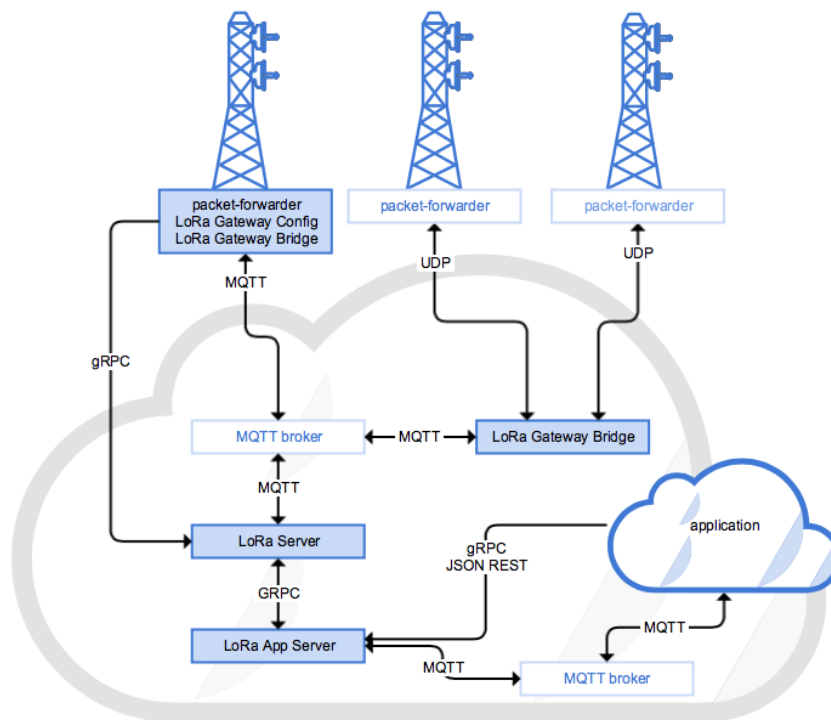 packet-forwarder
LoRa Gateway Config
LoRa Gateway Bridge
packet-forwarder
packet-forwarder
MQTT
UDP
UDP
gRPC
MQTT broker
MQTT
LoRa Gateway Bridge
MQTT
LoRa Server
application
gRPC
JSON REST
GRPC
LoRa App Server
MQTT
MQTT
MQTT broker